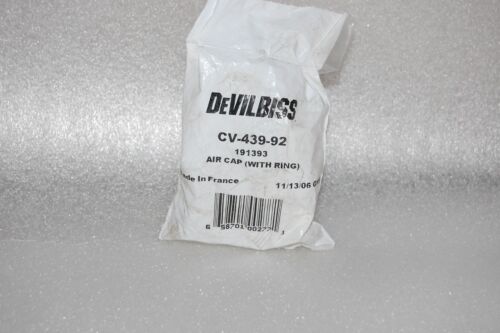 DEVILBISS
CV-439-92
191393
AIR CAP (WITH RING)
ade In France 11/13/06